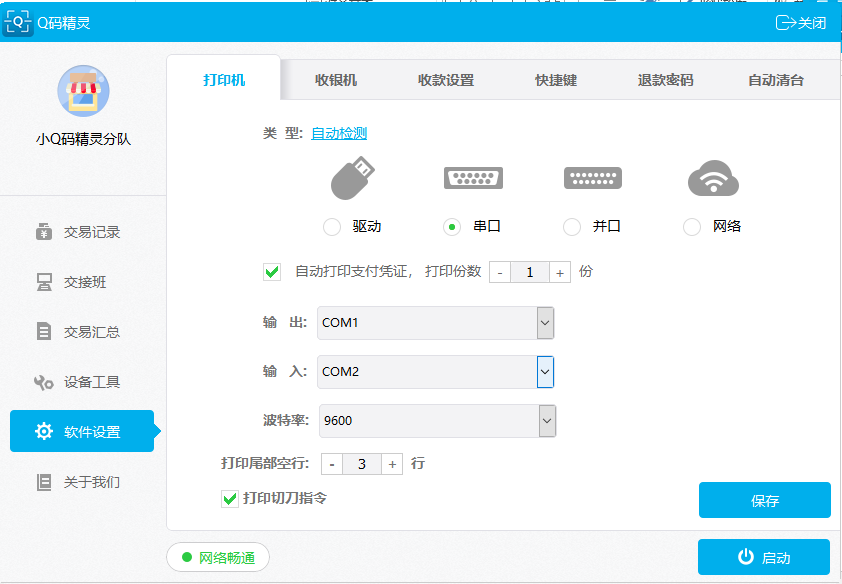 Q码精灵
关闭
小Q码精灵分队
交易记录
交接班
交易汇总
设备工具
软件设置
关于我们
打印机 收银机 收款设置 快捷键 退款密码 自动清台
类 型: 自动检测
驱动 串口 并口 网络
自动打印支付凭证, 打印份数 - 1 + 份
输 出: COM1
输 入: COM2
波特率: 9600
打印尾部空行: - 3 + 行
打印切刀指令
保存
网络畅通
启动